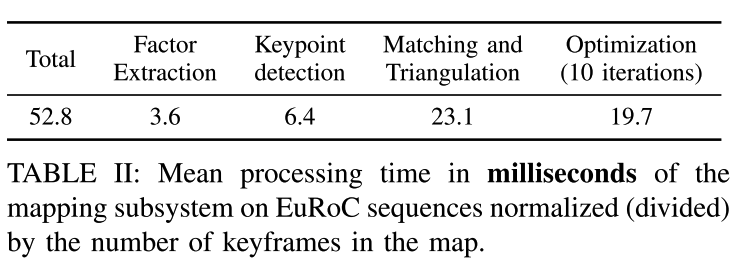 Total
Factor Extraction
Keypoint detection
Matching and Triangulation
Optimization (10 iterations)
52.8 3.6 6.4 23.1 19.7
TABLE II: Mean processing time in milliseconds of the
mapping subsystem on EuRoC sequences normalized (divided)
by the number of keyframes in the map.